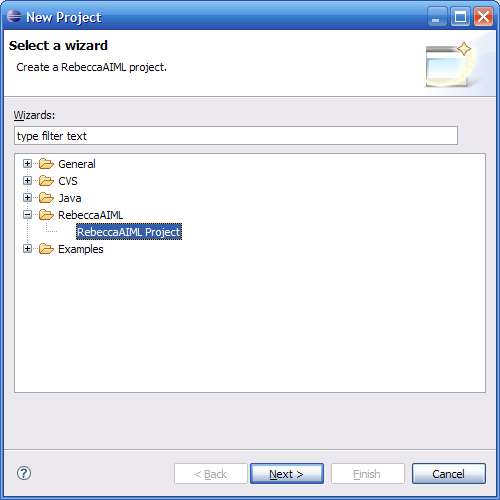 New Project
Select a wizard
Create a RebeccaAIML project.
Wizards:
type filter text
General
CVS
Java
RebeccaAIML
RebeccaAIML Project
Examples
? < Back Next > Finish Cancel